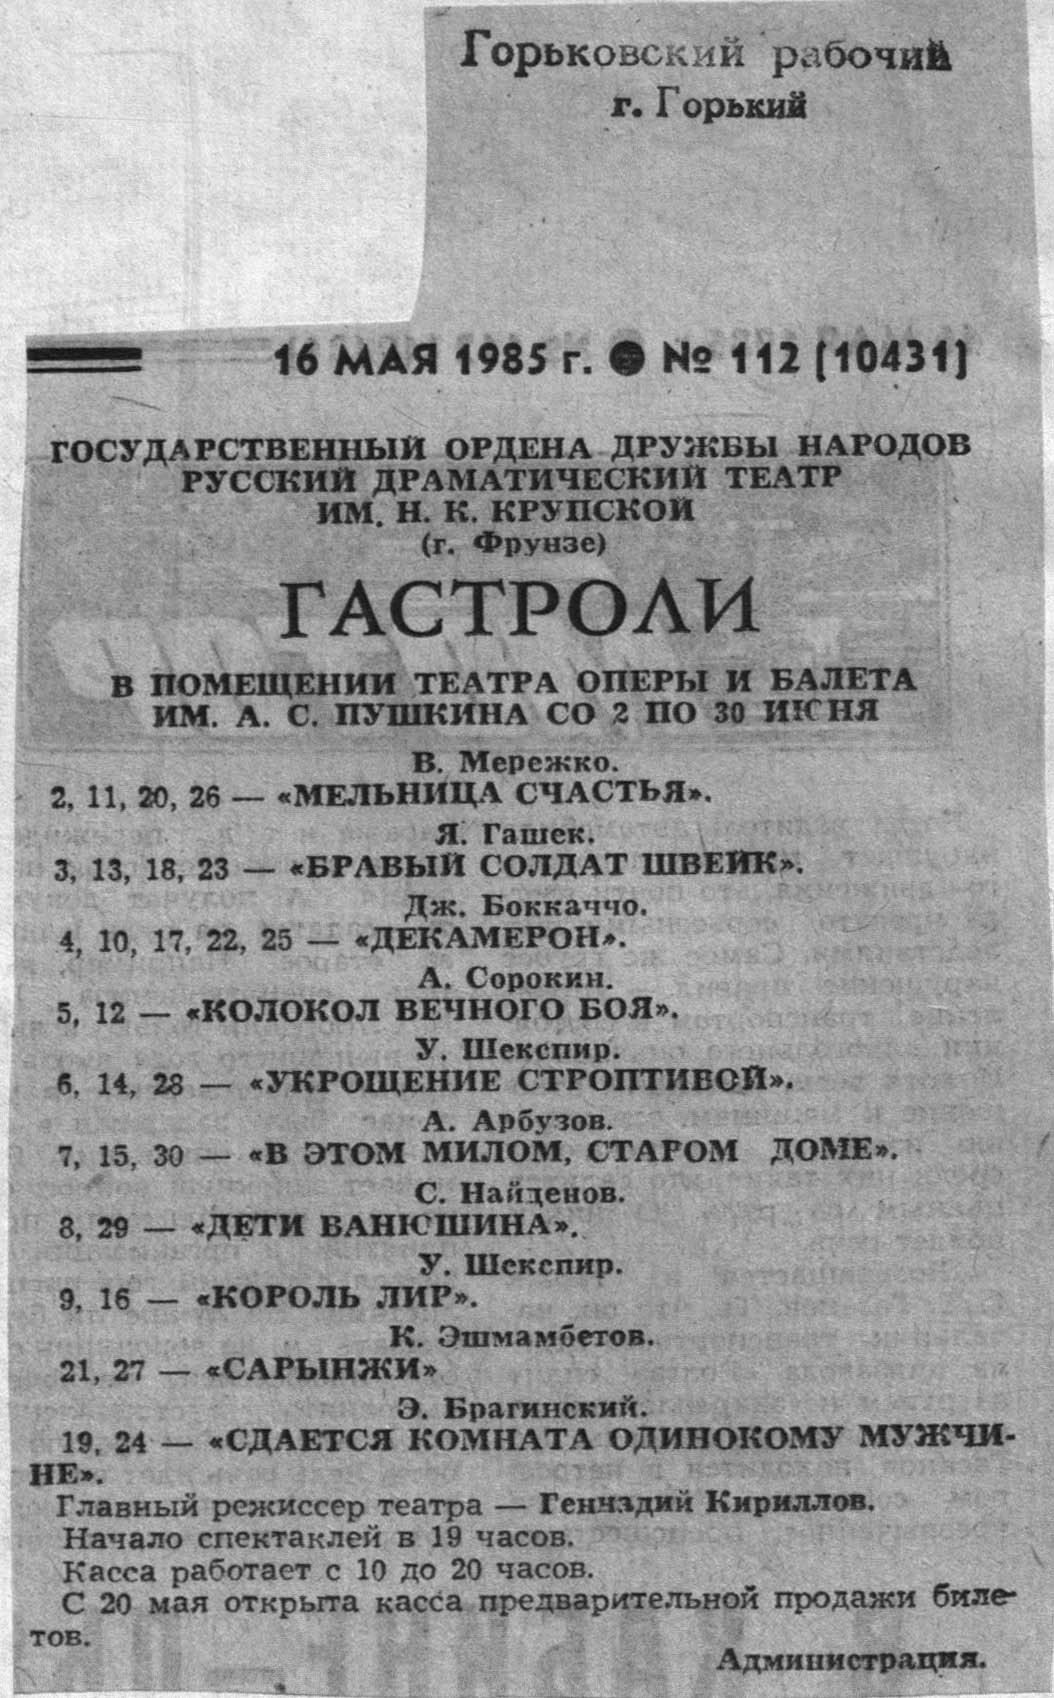 Горьковский рабочий
г. Горький
16 МАЯ 1985 г. ● № 112 (10431)
ГОСУДАРСТВЕННЫЙ ОРДЕНА ДРУЖБЫ НАРОДОВ
РУССКИЙ ДРАМАТИЧЕСКИЙ ТЕАТР
ИМ. Н. К. КРУПСКОЙ
(г. Фрунзе)
ГАСТРОЛИ
В ПОМЕЩЕНИИ ТЕАТРА ОПЕРЫ И БАЛЕТА
ИМ. А. С. ПУШКИНА СО 2 ПО 30 ИЮНЯ
В. Мережко.
2, 11, 20, 26 — «МЕЛЬНИЦА СЧАСТЬЯ».
Я. Гашек.
3, 13, 18, 23 — «БРАВЫЙ СОЛДАТ ШВЕЙК».
Дж. Боккаччо.
4, 10, 17, 22, 25 — «ДЕКАМЕРОН».
А. Сорокин.
5, 12 — «КОЛОКОЛ ВЕЧНОГО БОЯ».
У. Шекспир.
6, 14, 28 — «УКРОЩЕНИЕ СТРОПТИВОЙ».
А. Арбузов.
7, 15, 30 — «В ЭТОМ МИЛОМ, СТАРОМ ДОМЕ».
С. Найденов.
8, 29 — «ДЕТИ ВАНЮШИНА».
У. Шекспир.
9, 16 — «КОРОЛЬ ЛИР».
К. Эшмамбетов.
21, 27 — «САРЫНЖИ»
Э. Брагинский.
19, 24 — «СДАЕТСЯ КОМНАТА ОДИНОКОМУ МУЖЧИ-
НЕ».
Главный режиссер театра — Геннадий Кириллов.
Начало спектаклей в 19 часов.
Касса работает с 10 до 20 часов.
С 20 мая открыта касса предварительной продажи биле-
тов.
Администрация.